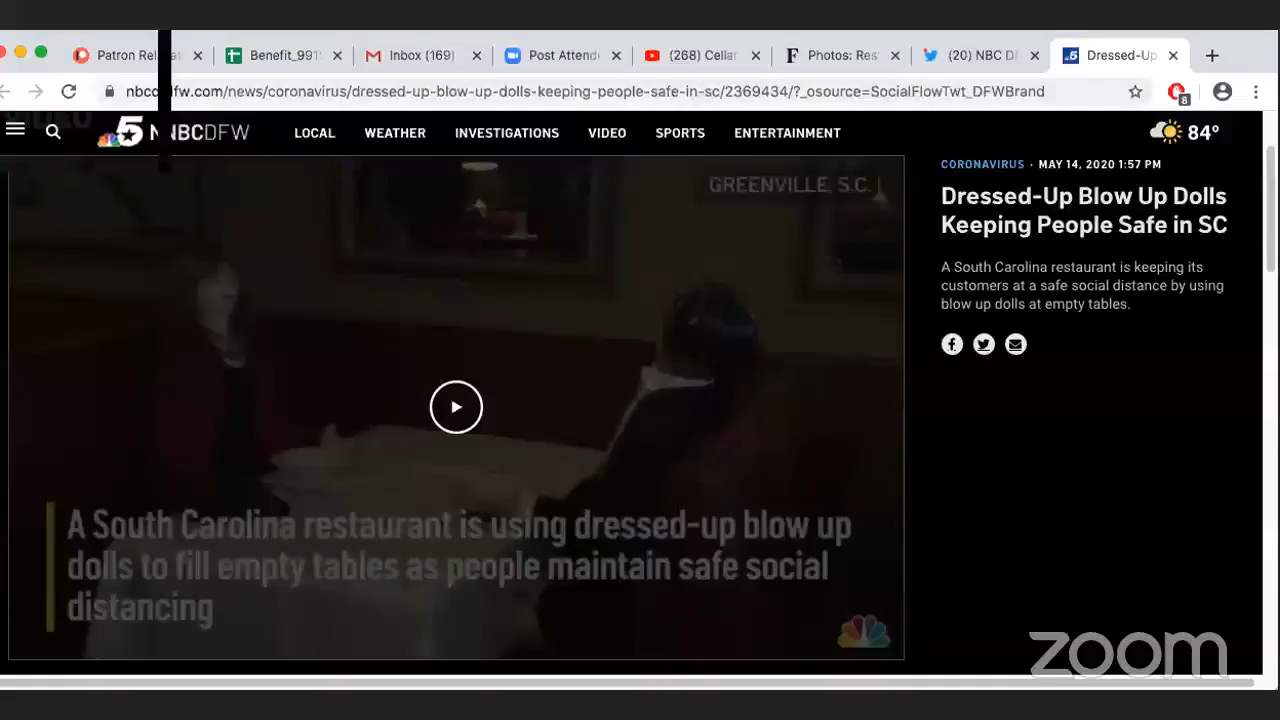 Patron Rel
Benefit_991
Inbox (169)
Post Attend
(268) Cella
Photos: Res
(20) NBC D
Dressed-Up
dfw.com/news/coronavirus/dressed-up-blow-up-dolls-keeping-people-safe-in-sc/2369434/?_osource=SocialFlowTwt_DFWBrand
8
VIDEO
5 NBCDFW
LOCAL WEATHER INVESTIGATIONS VIDEO SPORTS ENTERTAINMENT
84°
GREENVILLE, S.C.
A South Carolina restaurant is using dressed-up blow up
dolls to fill empty tables as people maintain safe social
distancing
CORONAVIRUS · MAY 14, 2020 1:57 PM
Dressed-Up Blow Up Dolls
Keeping People Safe in SC
A South Carolina restaurant is keeping its
customers at a safe social distance by using
blow up dolls at empty tables.
zoom